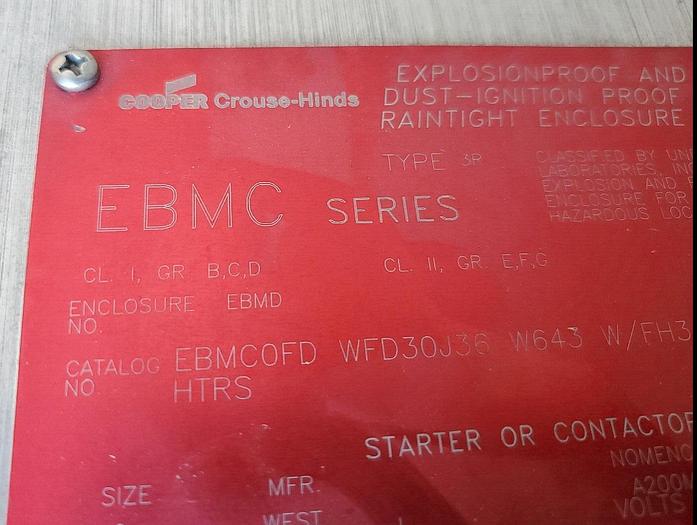 COOPER Crouse-Hinds
EXPLOSIONPROOF AND
DUST-IGNITION PROOF
RAINTIGHT ENCLOSURE
TYPE 3R
CLASSIFIED BY UN
LABORATORIES, IN
EXPLOSION AND
ENCLOSURE FOR
HAZARDOUS LOC
EBMC SERIES
CL. I, GR B,C,D
CL. II, GR. E,F,G
ENCLOSURE EBMD
NO.
CATALOG EBMCOFD WFD30J36 W643 W/FH3
NO HTRS
STARTER OR CONTACTOR
NOMENC
SIZE MFR. A200M
WEST VOLTS